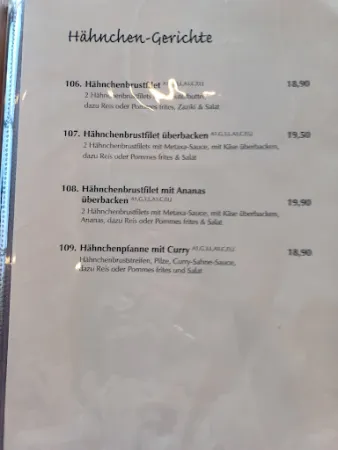 Hähnchen-Gerichte
106. Hähnchenbrustfilet 18,90
2 Hähnchenbrustfilets
dazu Reis oder Pommes frites, Zaziki & Salat
107. Hähnchenbrustfilet überbacken 19,50
2 Hähnchenbrustfilets mit Metaxa-Sauce, mit Käse überbacken,
dazu Reis oder Pommes frites & Salat
108. Hähnchenbrustfilet mit Ananas
überbacken 19,90
2 Hähnchenbrustfilets mit Metaxa-Sauce, mit Käse überbacken,
Ananas, dazu Reis oder Pommes frites & Salat
109. Hähnchenpfanne mit Curry 18,90
Hähnchenbruststreifen, Pilze, Curry-Sahne-Sauce,
dazu Reis oder Pommes frites und Salat